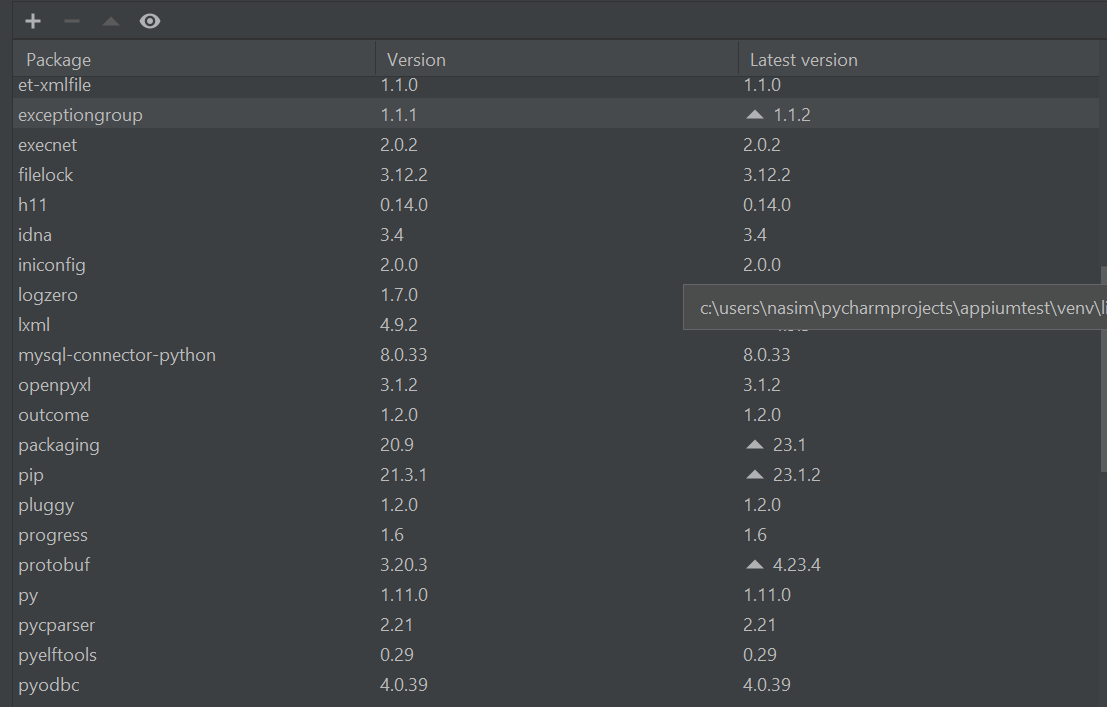 Package Version Latest version
et-xmlfile 1.1.0 1.1.0
exceptiongroup 1.1.1 1.1.2
execnet 2.0.2 2.0.2
filelock 3.12.2 3.12.2
h11 0.14.0 0.14.0
idna 3.4 3.4
iniconfig 2.0.0 2.0.0
logzero 1.7.0
c:\users\nasim\pycharmprojects\appiumtest\venv\li
lxml 4.9.2
mysql-connector-python 8.0.33 8.0.33
openpyxl 3.1.2 3.1.2
outcome 1.2.0 1.2.0
packaging 20.9 23.1
pip 21.3.1 23.1.2
pluggy 1.2.0 1.2.0
progress 1.6 1.6
protobuf 3.20.3 4.23.4
py 1.11.0 1.11.0
pycparser 2.21 2.21
pyelftools 0.29 0.29
pyodbc 4.0.39 4.0.39